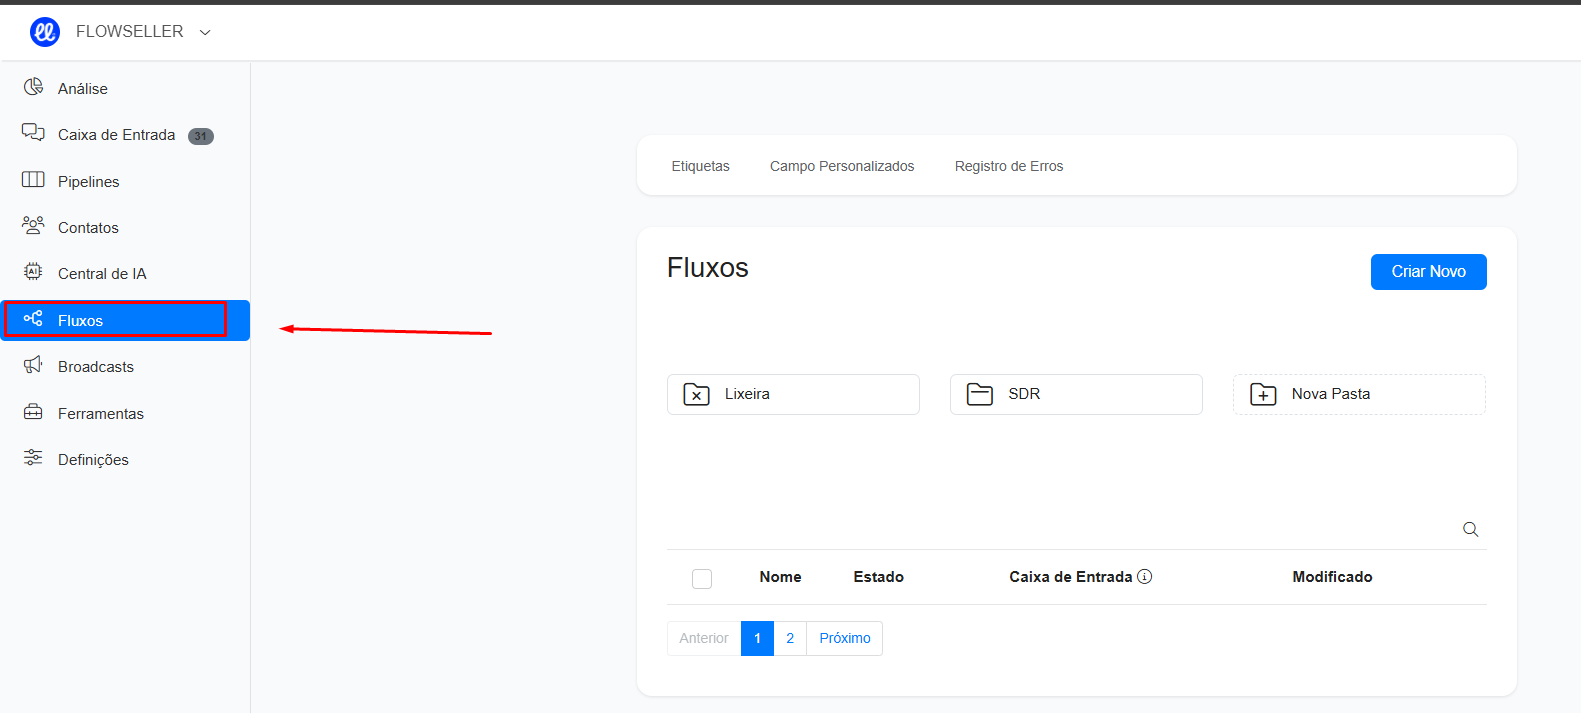 FLOWSELLER
Análise
Caixa de Entrada 31
Pipelines
Contatos
Central de IA
Fluxos
Broadcasts
Ferramentas
Definições
Etiquetas Campo Personalizados Registro de Erros
Fluxos
Criar Novo
Lixeira SDR Nova Pasta
Nome Estado Caixa de Entrada Modificado
Anterior 1 2 Próximo